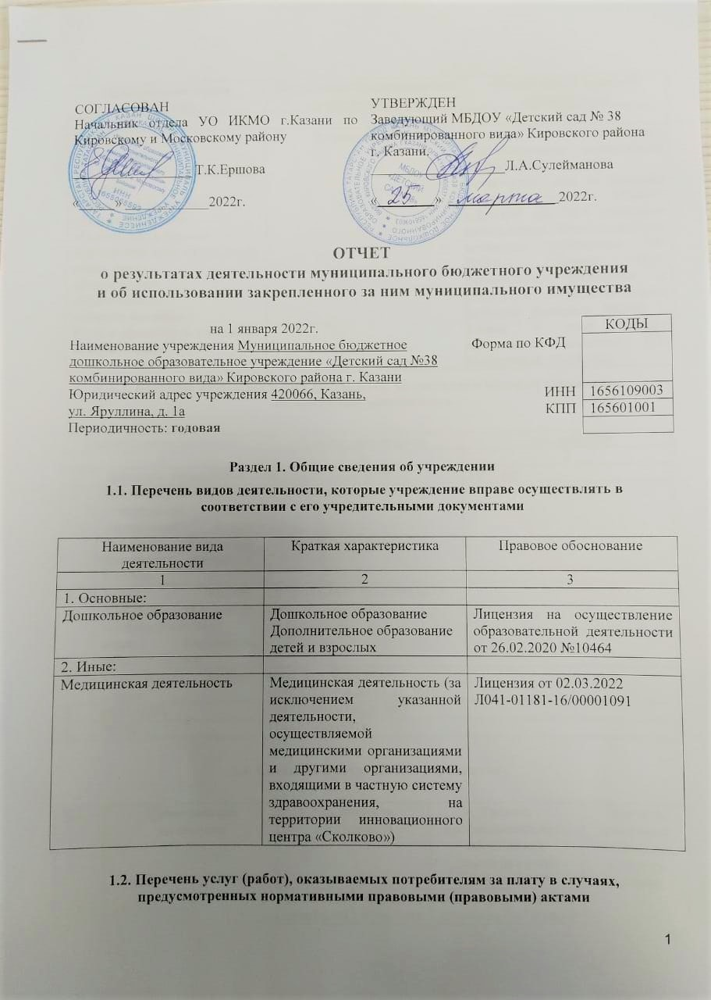 СОГЛАСОВАН
Начальник отдела УО ИКМО г.Казани по
Кировскому и Московскому району
Т.К.Ершова
«____» ____________2022г.
УТВЕРЖДЕН
Заведующий МБДОУ «Детский сад № 38
комбинированного вида» Кировского района
г. Казани,
Л.А.Сулейманова
«25» марта 2022г.
ОТЧЕТ
о результатах деятельности муниципального бюджетного учреждения
и об использовании закрепленного за ним муниципального имущества
на 1 января 2022г.
КОДЫ
Наименование учреждения Муниципальное бюджетное
Форма по КФД
дошкольное образовательное учреждение «Детский сад №38
комбинированного вида» Кировского района г. Казани
Юридический адрес учреждения 420066, Казань,
ИНН 1656109003
ул. Яруллина, д. 1а
КПП 165601001
Периодичность: годовая
Раздел 1. Общие сведения об учреждении
1.1. Перечень видов деятельности, которые учреждение вправе осуществлять в
соответствии с его учредительными документами
Наименование вида
деятельности
Краткая характеристика
Правовое обоснование
1
2
3
1. Основные:
Дошкольное образование
Дошкольное образование
Дополнительное образование
детей и взрослых
Лицензия на осуществление
образовательной деятельности
от 26.02.2020 №10464
2. Иные:
Медицинская деятельность
Медицинская деятельность (за
исключением указанной
деятельности,
осуществляемой
медицинскими организациями
и другими организациями,
входящими в частную систему
здравоохранения, на
территории инновационного
центра «Сколково»)
Лицензия от 02.03.2022
Л041-01181-16/00001091
1.2. Перечень услуг (работ), оказываемых потребителям за плату в случаях,
предусмотренных нормативными правовыми (правовыми) актами
1